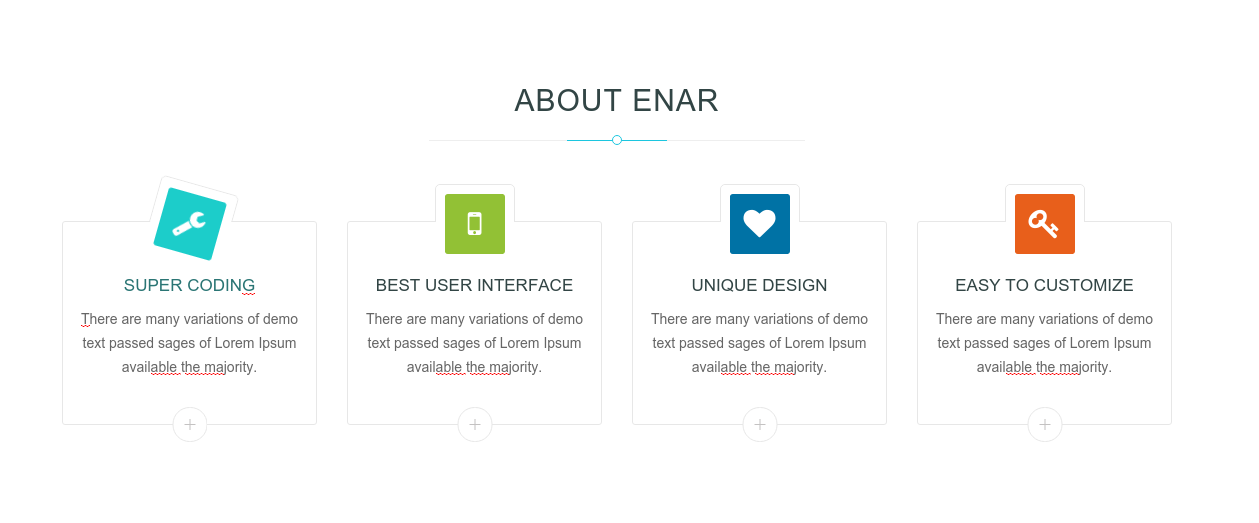 ABOUT ENAR
SUPER CODING
There are many variations of demo
text passed sages of Lorem Ipsum
available the majority.
BEST USER INTERFACE
There are many variations of demo
text passed sages of Lorem Ipsum
available the majority.
UNIQUE DESIGN
There are many variations of demo
text passed sages of Lorem Ipsum
available the majority.
EASY TO CUSTOMIZE
There are many variations of demo
text passed sages of Lorem Ipsum
available the majority.